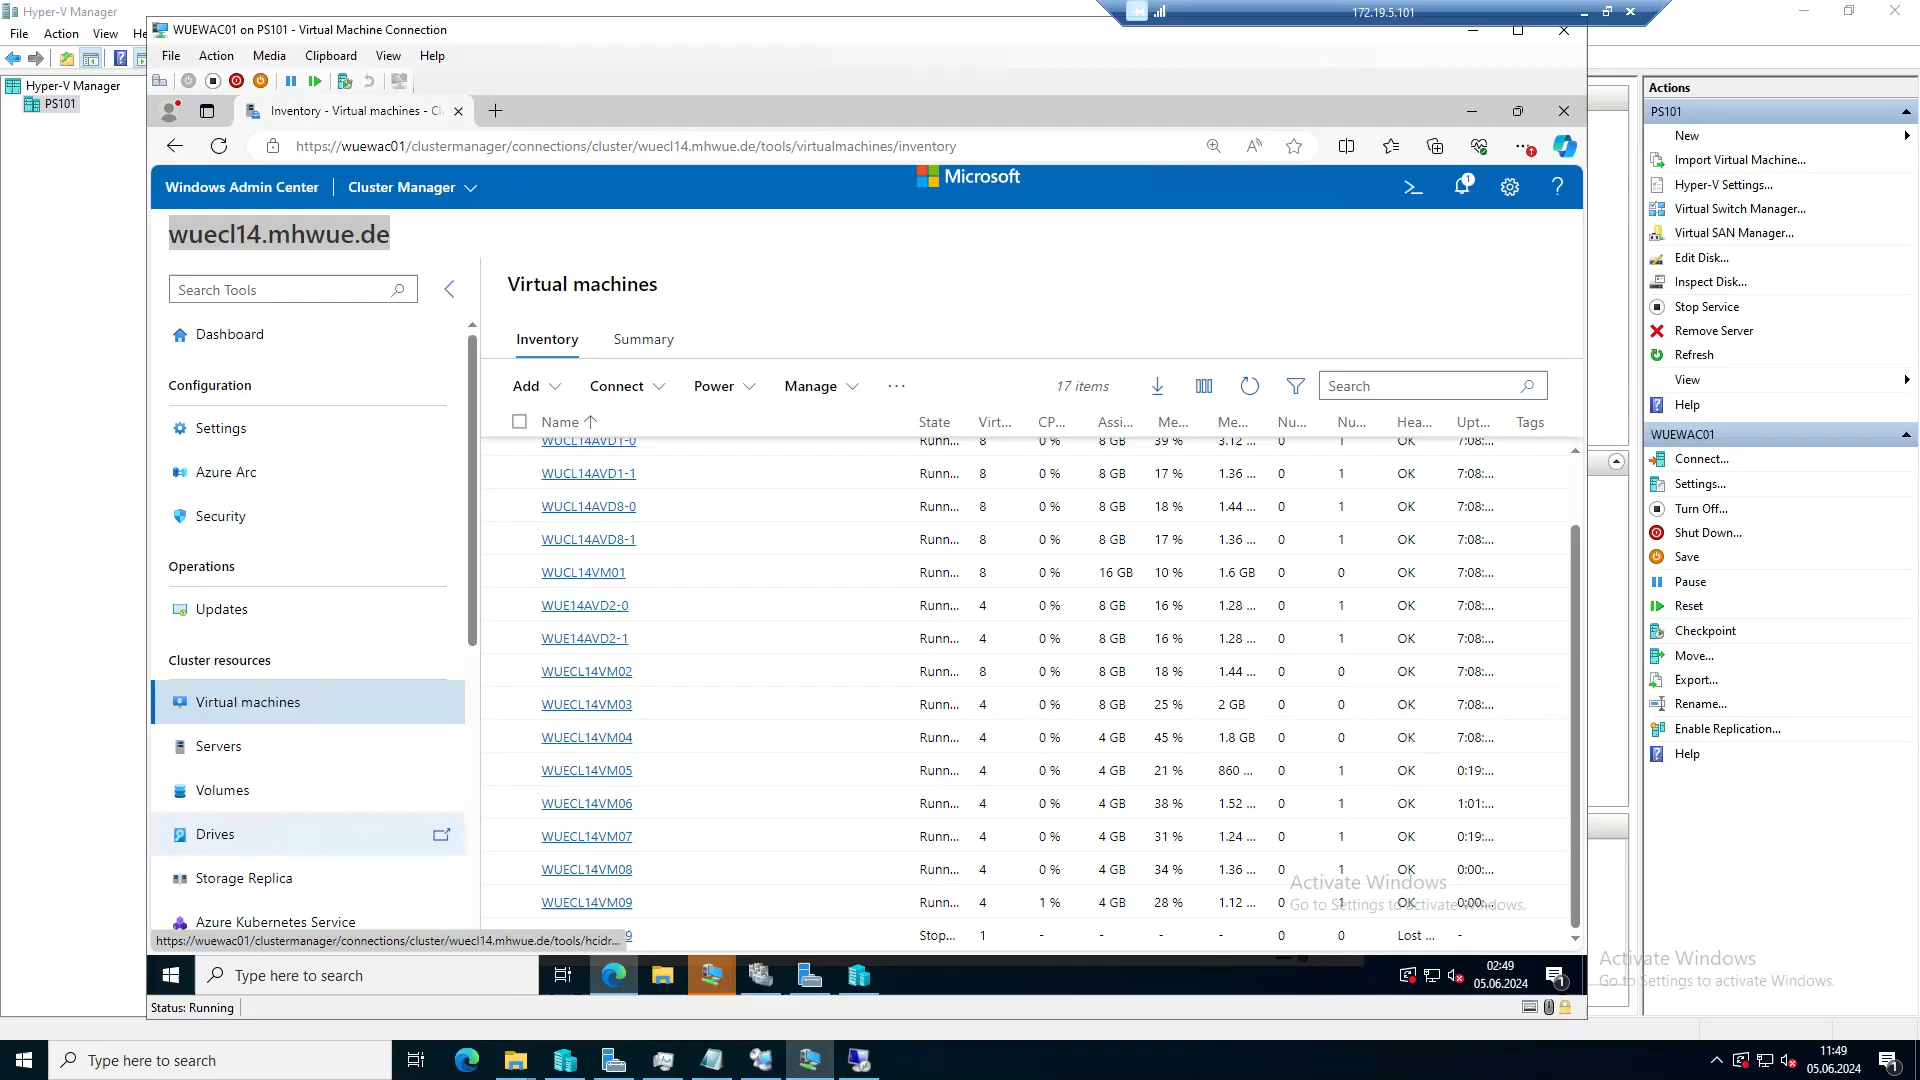 Hyper-V Manager
172.19.5.101
File Action View He
WUEWAC01 on PS101 - Virtual Machine Connection
File Action Media Clipboard View Help
Hyper-V Manager
PS101
Inventory - Virtual machines - Cl
https://wuewac01/clustermanager/connections/cluster/wuecl14.mhwue.de/tools/virtualmachines/inventory
Windows Admin Center Cluster Manager
Microsoft
1
wuecl14.mhwue.de
Search Tools
Dashboard
Configuration
Settings
Azure Arc
Security
Operations
Updates
Cluster resources
Virtual machines
Servers
Volumes
Drives
Storage Replica
Azure Kubernetes Service
https://wuewac01/clustermanager/connections/cluster/wuecl14.mhwue.de/tools/hcidr...
Virtual machines
Inventory Summary
Add Connect Power Manage ... 17 items Search
Name State Virt... CP... Assi... Me... Me... Nu... Nu... Hea... Upt... Tags
WUCL14AVD1-0 Runn... 8 0 % 8 GB 39 % 3.12 ... 0 1 OK 7:08:...
WUCL14AVD1-1 Runn... 8 0 % 8 GB 17 % 1.36 ... 0 1 OK 7:08:...
WUCL14AVD8-0 Runn... 8 0 % 8 GB 18 % 1.44 ... 0 1 OK 7:08:...
WUCL14AVD8-1 Runn... 8 0 % 8 GB 17 % 1.36 ... 0 1 OK 7:08:...
WUCL14VM01 Runn... 8 0 % 16 GB 10 % 1.6 GB 0 0 OK 7:08:...
WUE14AVD2-0 Runn... 4 0 % 8 GB 16 % 1.28 ... 0 1 OK 7:08:...
WUE14AVD2-1 Runn... 4 0 % 8 GB 16 % 1.28 ... 0 1 OK 7:08:...
WUECL14VM02 Runn... 8 0 % 8 GB 18 % 1.44 ... 0 0 OK 7:08:...
WUECL14VM03 Runn... 4 0 % 8 GB 25 % 2 GB 0 0 OK 7:08:...
WUECL14VM04 Runn... 4 0 % 4 GB 45 % 1.8 GB 0 0 OK 7:08:...
WUECL14VM05 Runn... 4 0 % 4 GB 21 % 860 ... 0 1 OK 0:19:...
WUECL14VM06 Runn... 4 0 % 4 GB 38 % 1.52 ... 0 1 OK 1:01:...
WUECL14VM07 Runn... 4 0 % 4 GB 31 % 1.24 ... 0 1 OK 0:19:...
WUECL14VM08 Runn... 4 0 % 4 GB 34 % 1.36 ... 0 1 OK 0:00:...
WUECL14VM09 Runn... 4 1 % 4 GB 28 % 1.12 ... 0 1 OK 0:00:...
9 Stop... 1 - - - - 0 0 Lost ... -
Activate Windows
Go to Settings to activate Windows.
Type here to search
02:49
05.06.2024
1
Status: Running
Actions
PS101
New
Import Virtual Machine...
Hyper-V Settings...
Virtual Switch Manager...
Virtual SAN Manager...
Edit Disk...
Inspect Disk...
Stop Service
Remove Server
Refresh
View
Help
WUEWAC01
Connect...
Settings...
Turn Off...
Shut Down...
Save
Pause
Reset
Checkpoint
Move...
Export...
Rename...
Enable Replication...
Help
Activate Windows
Go to Settings to activate Windows.
Type here to search
11:49
05.06.2024
1